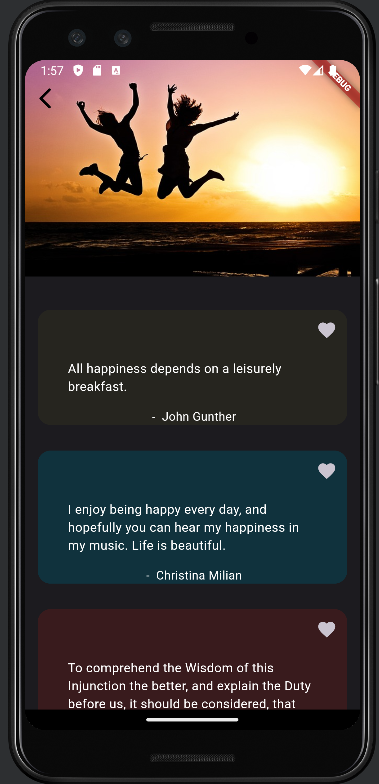 1:57
DEBUG
All happiness depends on a leisurely
breakfast.
- John Gunther
I enjoy being happy every day, and
hopefully you can hear my happiness in
my music. Life is beautiful.
- Christina Milian
To comprehend the Wisdom of this
Injunction the better, and explain the Duty
before us, it should be considered, that